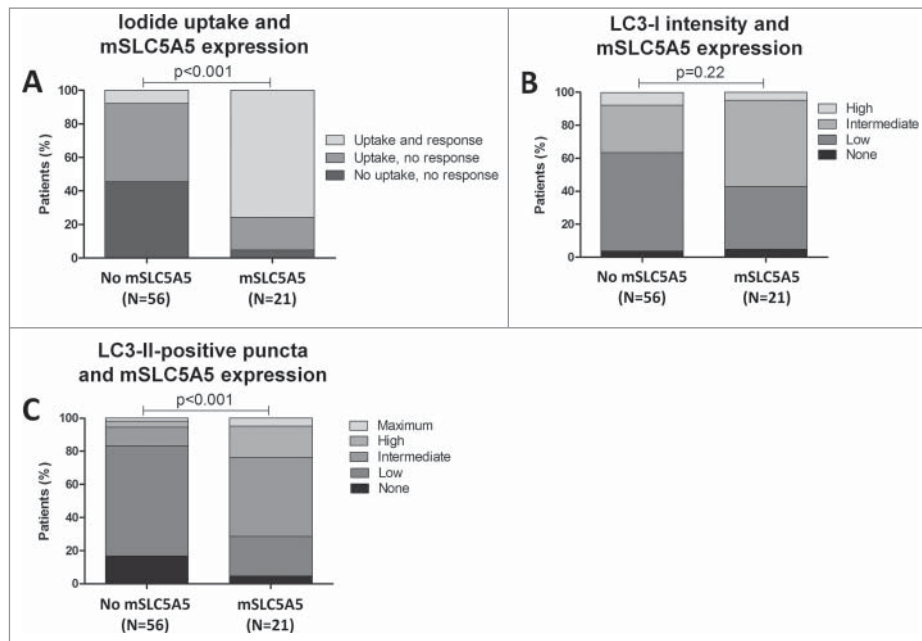 Iodide uptake and
mSLC5A5 expression
A
p<0.001
Patients (%)
100
80
60
40
20
0
Uptake and response
Uptake, no response
No uptake, no response
No mSLC5A5
(N=56)
mSLC5A5
(N=21)
LC3-I intensity and
mSLC5A5 expression
B
p=0.22
Patients (%)
100
80
60
40
20
0
High
Intermediate
Low
None
No mSLC5A5
(N=56)
mSLC5A5
(N=21)
LC3-II-positive puncta
and mSLC5A5 expression
C
p<0.001
Patients (%)
100
80
60
40
20
0
Maximum
High
Intermediate
Low
None
No mSLC5A5
(N=56)
mSLC5A5
(N=21)